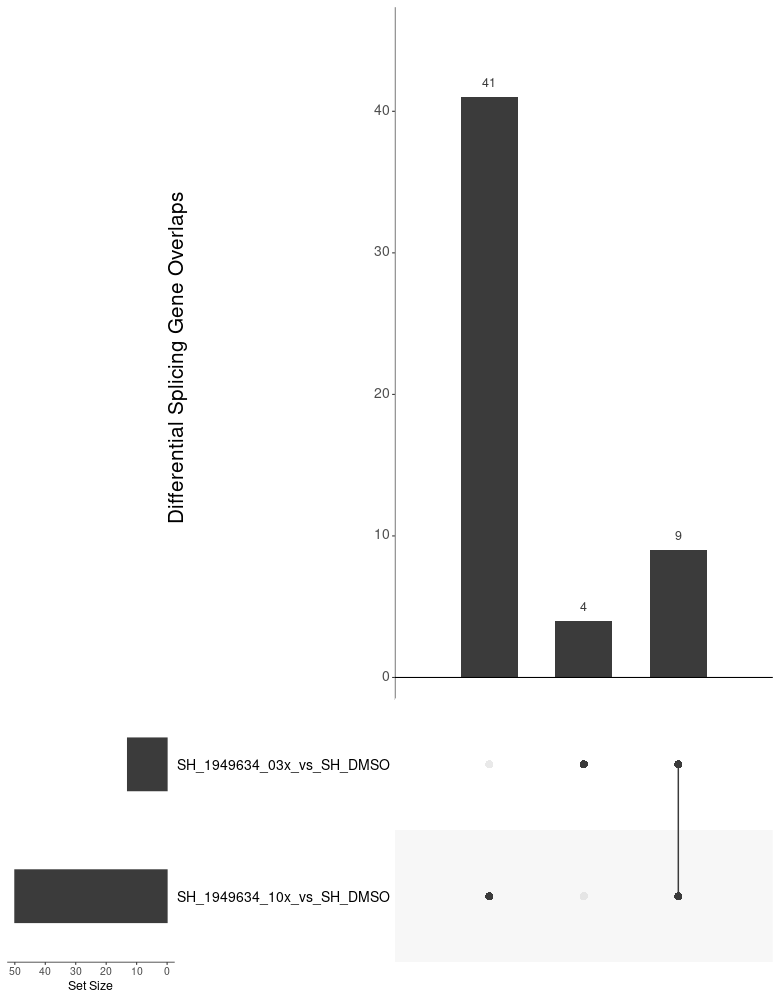 Differential Splicing Gene Overlaps
41
40
30
20
10
9
4
0
SH_1949634_03x_vs_SH_DMSO
SH_1949634_10x_vs_SH_DMSO
50 40 30 20 10 0
Set Size